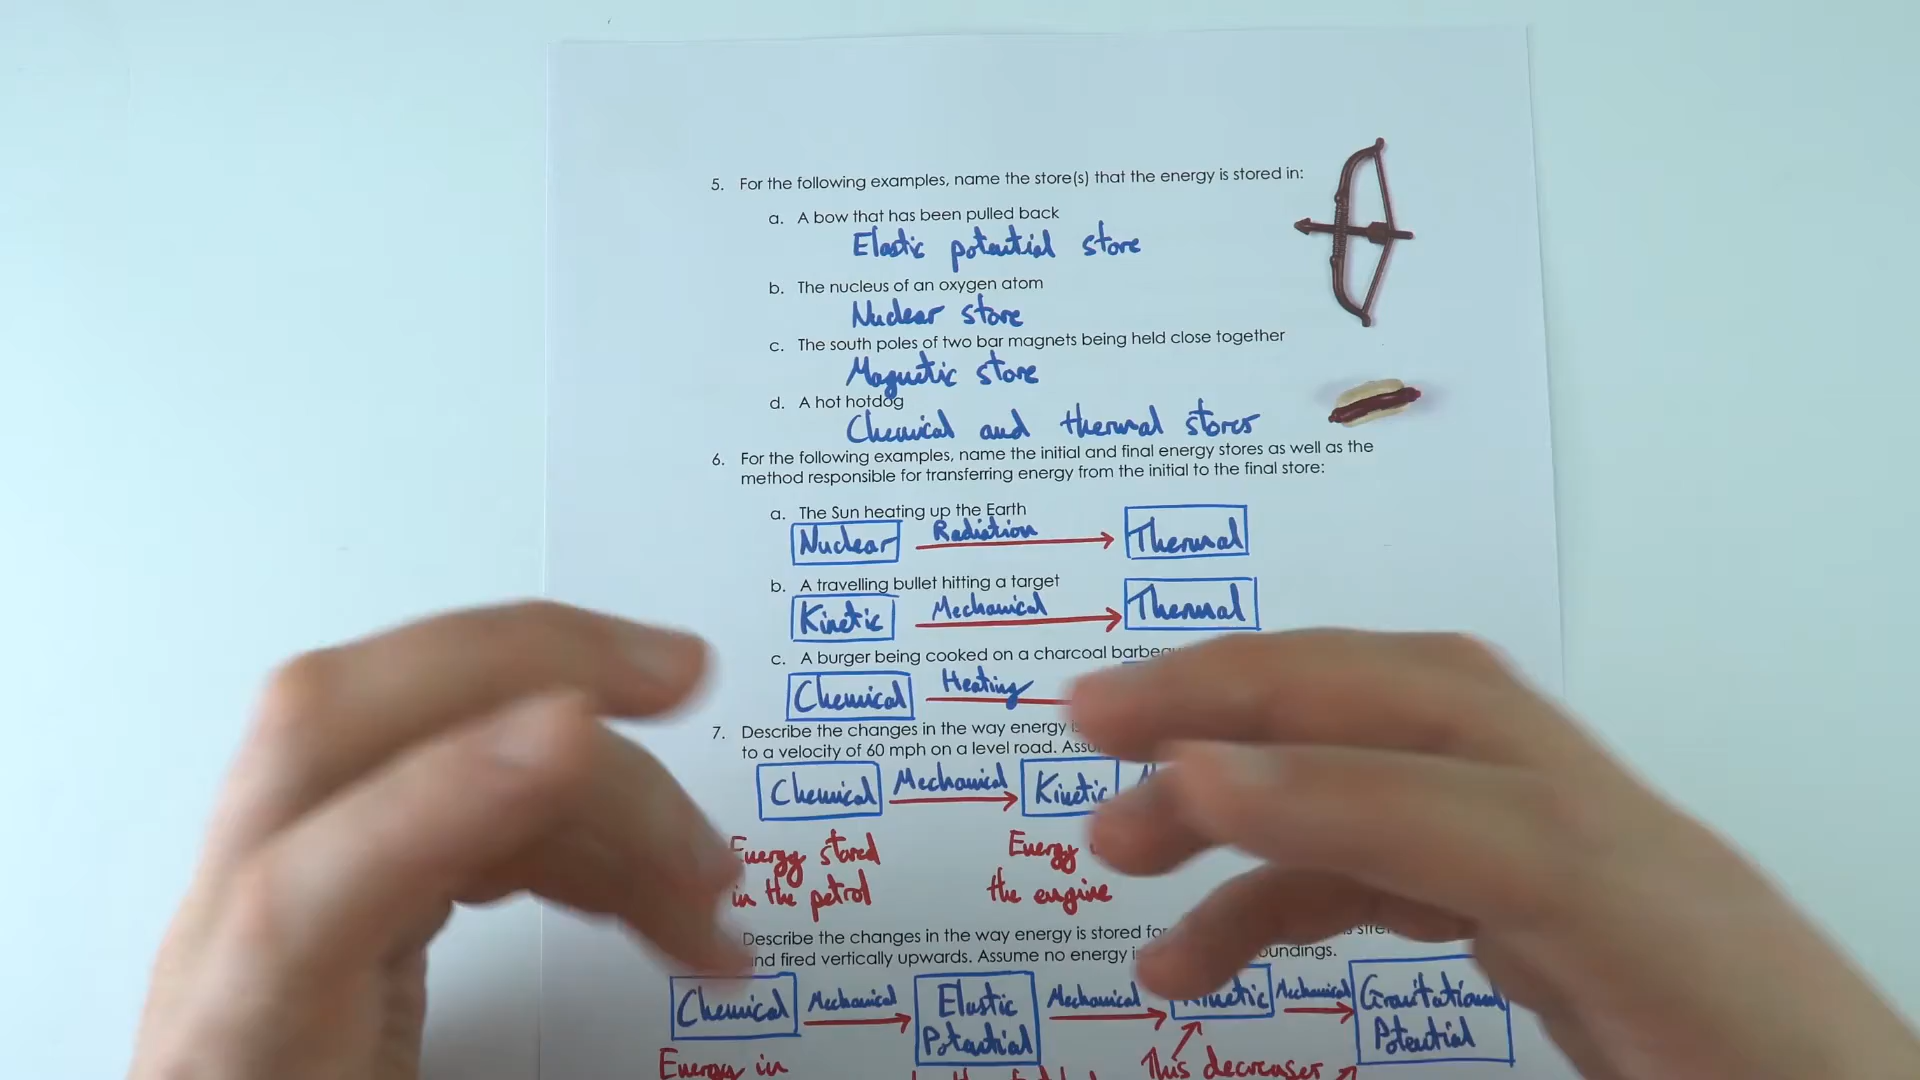 5. For the following examples, name the store(s) that the energy is stored in:
a. A bow that has been pulled back
Elastic potential store
b. The nucleus of an oxygen atom
Nuclear store
c. The south poles of two bar magnets being held close together
Magnetic store
d. A hot hotdog
Chemical and thermal stores
6. For the following examples, name the initial and final energy stores as well as the
method responsible for transferring energy from the initial to the final store:
a. The Sun heating up the Earth
Nuclear Radiation Thermal
b. A travelling bullet hitting a target
Kinetic Mechanical Thermal
c. A burger being cooked on a charcoal
Chemical Heating
7. Describe the changes in the way energy
to a velocity of 60 mph on a level road.
Chemical Mechanical Kinetic
Energy stored Energy
in the petrol the engine
Describe the changes in the way energy is stored
and fired vertically upwards. Assume no energy
Chemical Mechanical Elastic Potential Mechanical Kinetic Mechanical Gravitational Potential
Energy in This decreases